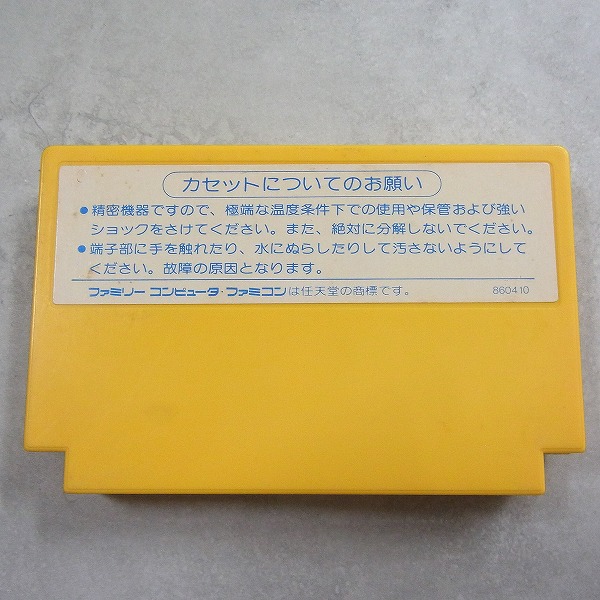 カセットについてのお願い
●精密機器ですので、極端な温度条件下での使用や保管および強い
ショックをさけてください。また、絶対に分解しないでください。
●端子部に手を触れたり、水にぬらしたりして汚さないようにして
ください。故障の原因となります。
ファミリー コンピュータ・ファミコンは任天堂の商標です。 860410